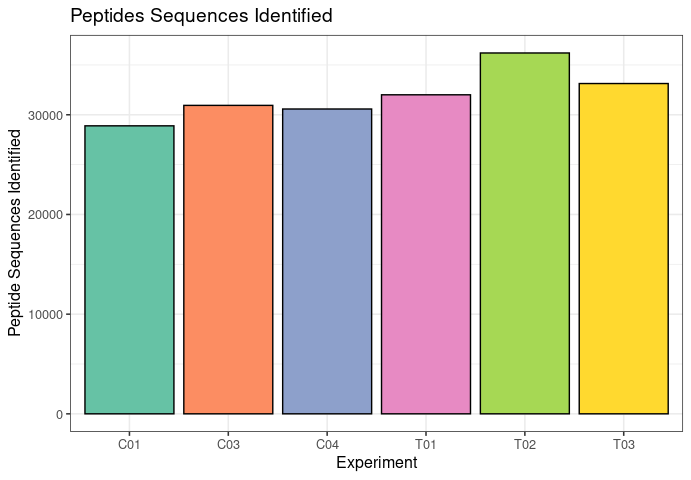 Peptides Sequences Identified
Peptide Sequences Identified
30000
20000
10000
0
C01 C03 C04 T01 T02 T03
Experiment